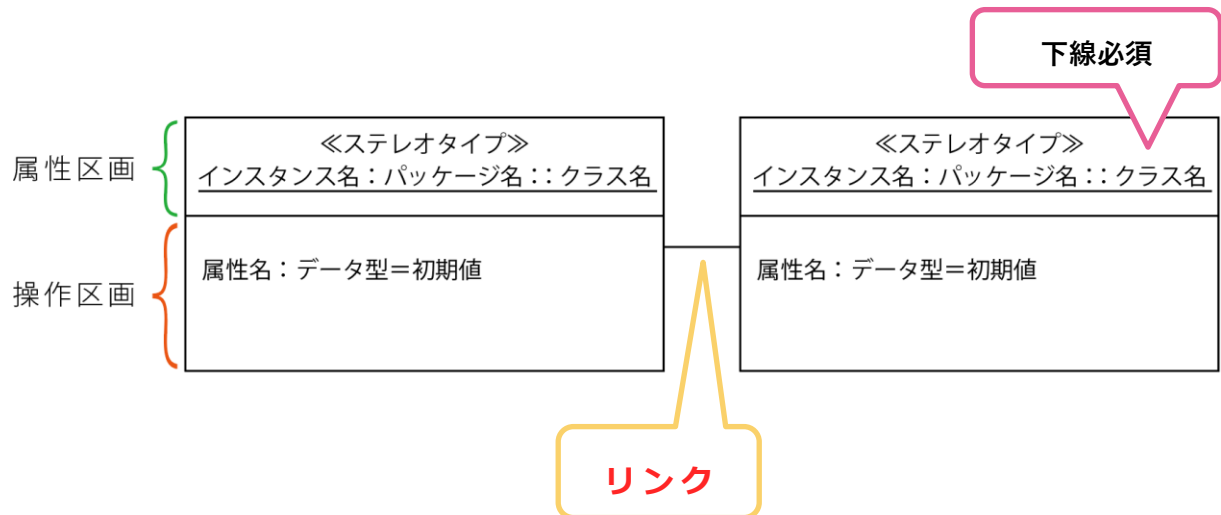 下線必須
属性区画
≪ステレオタイプ≫
インスタンス名：パッケージ名：：クラス名
≪ステレオタイプ≫
インスタンス名：パッケージ名：：クラス名
操作区画
属性名：データ型＝初期値
属性名：データ型＝初期値
リンク